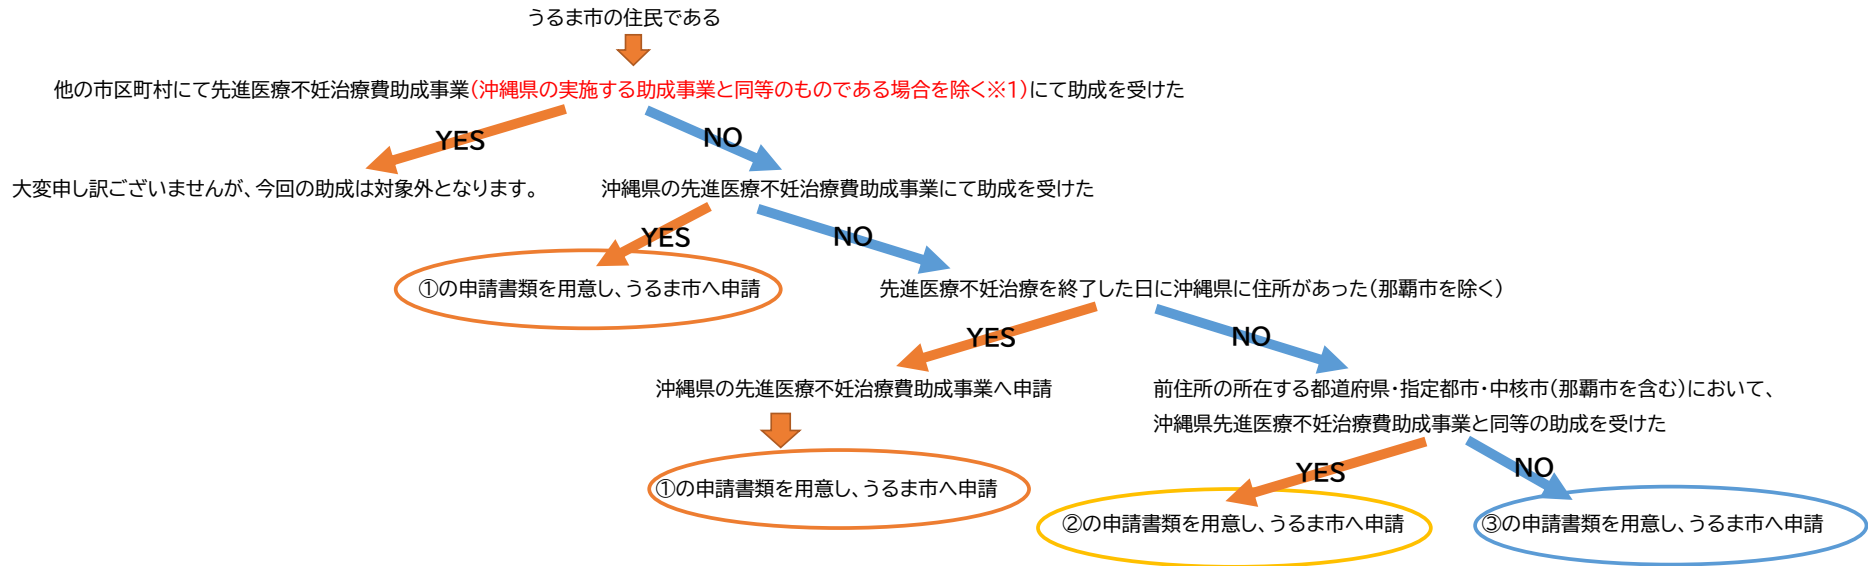 うるま市の住民である
他の市区町村にて先進医療不妊治療費助成事業(沖縄県の実施する助成事業と同等のものである場合を除く※1)にて助成を受けた
YES
NO
大変申し訳ございませんが、今回の助成は対象外となります。
沖縄県の先進医療不妊治療費助成事業にて助成を受けた
YES
NO
①の申請書類を用意し、うるま市へ申請
先進医療不妊治療を終了した日に沖縄県に住所があった(那覇市を除く)
YES
NO
沖縄県の先進医療不妊治療費助成事業へ申請
前住所の所在する都道府県・指定都市・中核市(那覇市を含む)において、
沖縄県先進医療不妊治療費助成事業と同等の助成を受けた
①の申請書類を用意し、うるま市へ申請
YES
NO
②の申請書類を用意し、うるま市へ申請
③の申請書類を用意し、うるま市へ申請